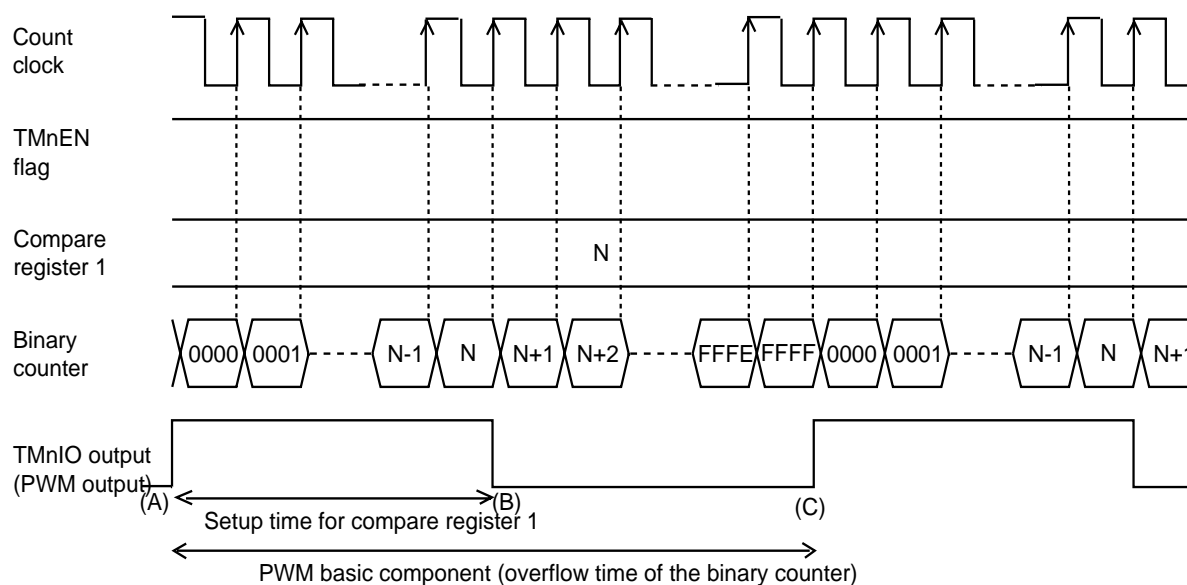 Count
clock
TMnEN
flag
Compare
register 1
N
Binary
counter
0000 0001 N-1 N N+1 N+2 FFFE FFFF 0000 0001 N-1 N N+1
TMnIO output
(PWM output)
(A) (B) (C)
Setup time for compare register 1
PWM basic component (overflow time of the binary counter)